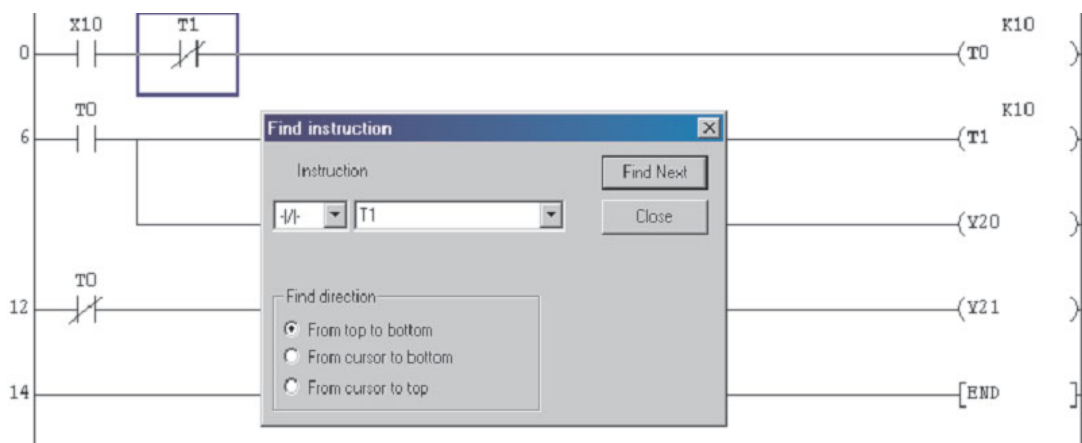 X10 T1 K10
0 (T0 )
T0 K10
6 (T1 )
Find instruction
Instruction
Find Next
-|/|- T1
Close
(Y20 )
T0
Find direction
12 (Y21 )
From top to bottom
From cursor to bottom
From cursor to top
14 [END ]